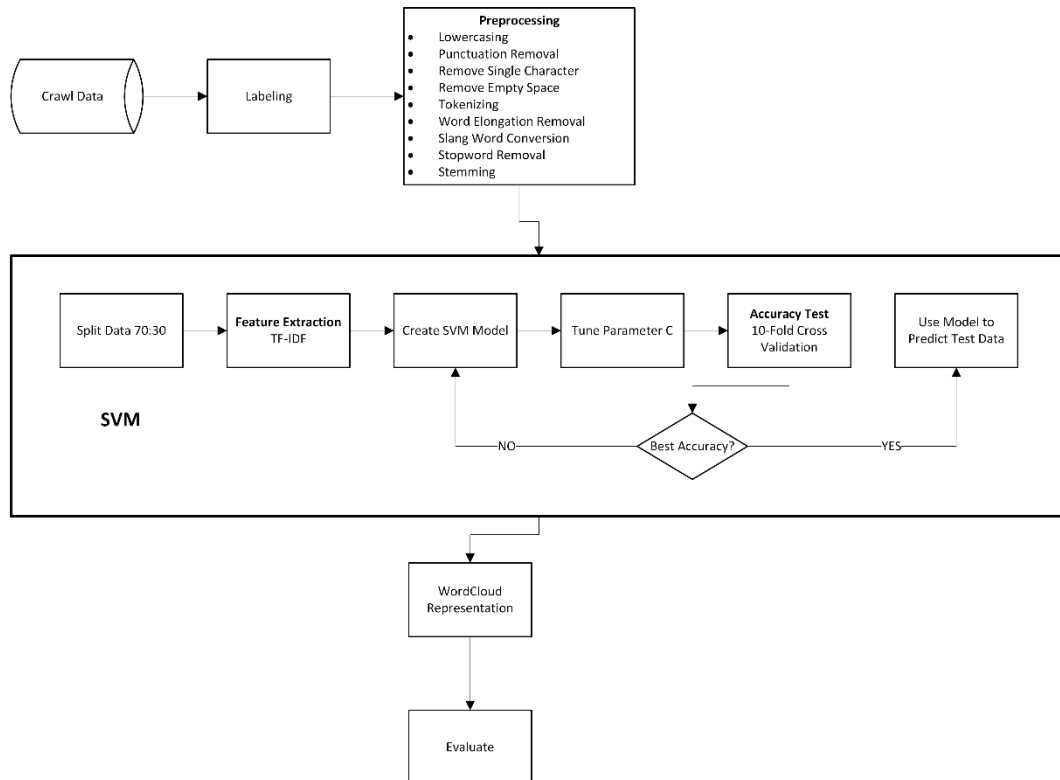 Crawl Data
Labeling
Preprocessing
Lowercasing
Punctuation Removal
Remove Single Character
Remove Empty Space
Tokenizing
Word Elongation Removal
Slang Word Conversion
Stopword Removal
Stemming
Split Data 70:30
Feature Extraction
TF-IDF
Create SVM Model
Tune Parameter C
Accuracy Test
10-Fold Cross
Validation
Use Model to
Predict Test Data
SVM
NO
Best Accuracy?
YES
WordCloud
Representation
Evaluate